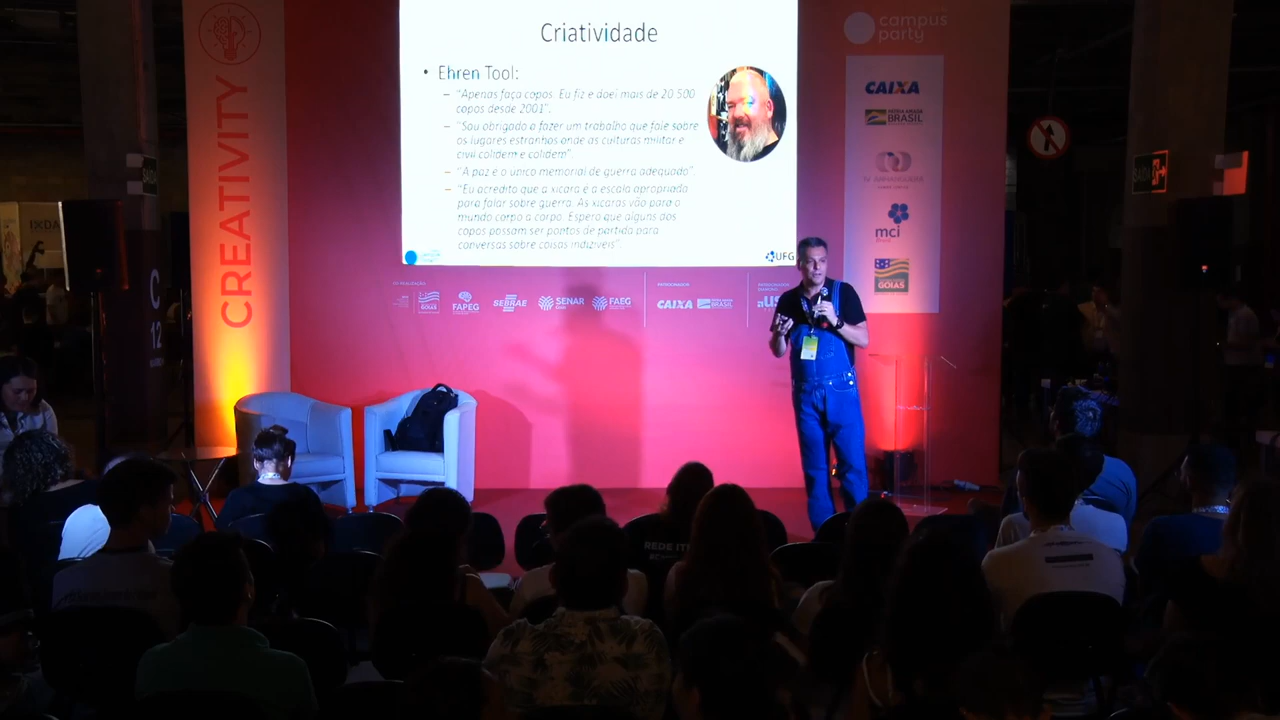 Criatividade
• Ehren Tool:
– "Apenas faça copos. Eu fiz e doei mais de 20 500
copos desde 2001".
– "Sou obrigado a fazer um trabalho que fale sobre
os lugares estranhos onde as culturas militar e
civil colidem e colidem".
– "A paz é o único memorial de guerra adequado".
– "Eu acredito que a xícara é a escala apropriada
para falar sobre guerra. As xícaras vão para o
mundo corpo a corpo. Espero que alguns dos
copos possam ser pontos de partida para
conversas sobre coisas indizíveis".
UFG
CREATIVITY
campus
party
CAIXA
BRASIL
mci
GOIÁS
GOIÁS
FAPEG
SEBRAE
SENAR
FAEG
CAIXA
BRASIL
C
12
REDE IT